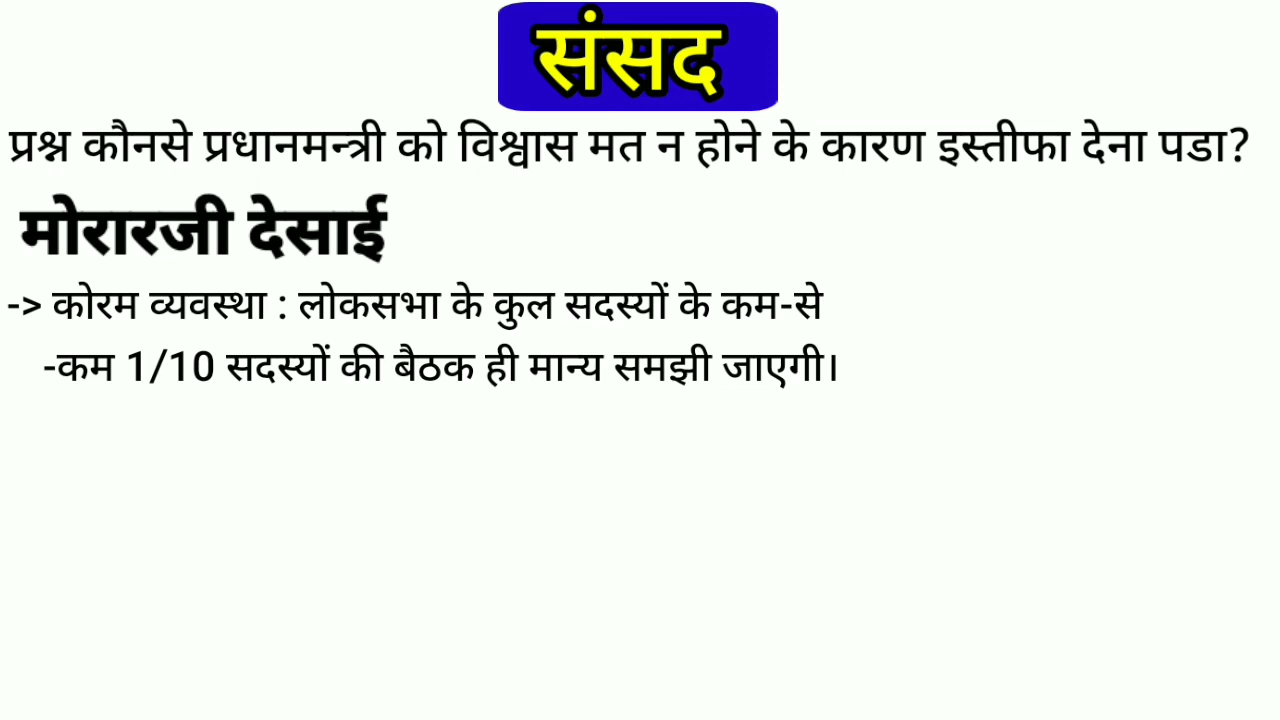 संसद
प्रश्न कौनसे प्रधानमन्त्री को विश्वास मत न होने के कारण इस्तीफा देना पडा?
मोरारजी देसाई
-> कोरम व्यवस्था : लोकसभा के कुल सदस्यों के कम-से
-कम 1/10 सदस्यों की बैठक ही मान्य समझी जाएगी।